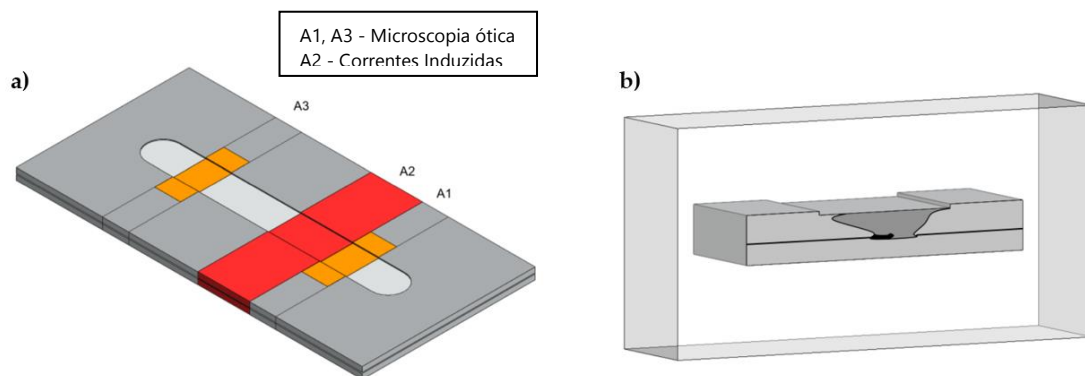 A1, A3 - Microscopia ótica
A2 - Correntes Induzidas
a)
b)
A3
A2
A1